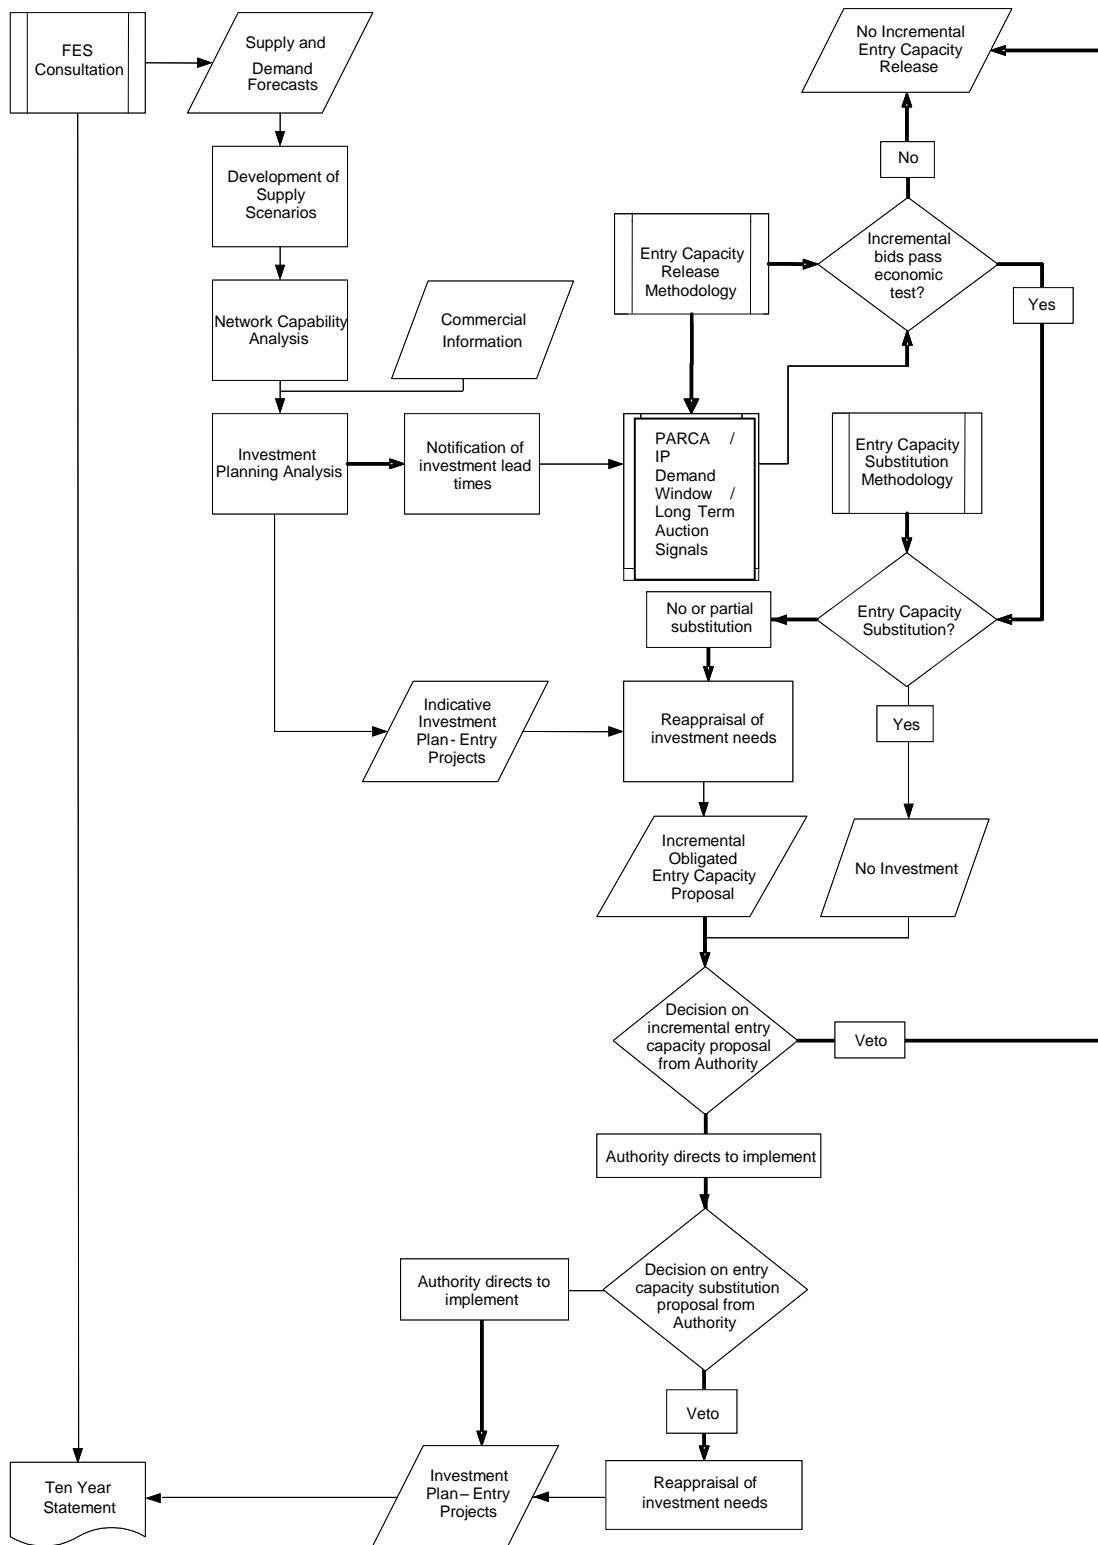 FES
Consultation
Supply and
Demand
Forecasts
No Incremental
Entry Capacity
Release
No
Development of
Supply
Scenarios
Entry Capacity
Release
Methodology
Incremental
bids pass
economic
test?
Yes
Network Capability
Analysis
Commercial
Information
Investment
Planning Analysis
Notification of
investment lead
times
PARCA /
IP
Demand
Window /
Long Term
Auction
Signals
Entry Capacity
Substitution
Methodology
No or partial
substitution
Entry Capacity
Substitution?
Indicative
Investment
Plan- Entry
Projects
Reappraisal of
investment needs
Yes
Incremental
Obligated
Entry Capacity
Proposal
No Investment
Decision on
incremental entry
capacity proposal
from Authority
Veto
Authority directs to implement
Authority directs to
implement
Decision on entry
capacity substitution
proposal from
Authority
Veto
Ten Year
Statement
Investment
Plan– Entry
Projects
Reappraisal of
investment needs